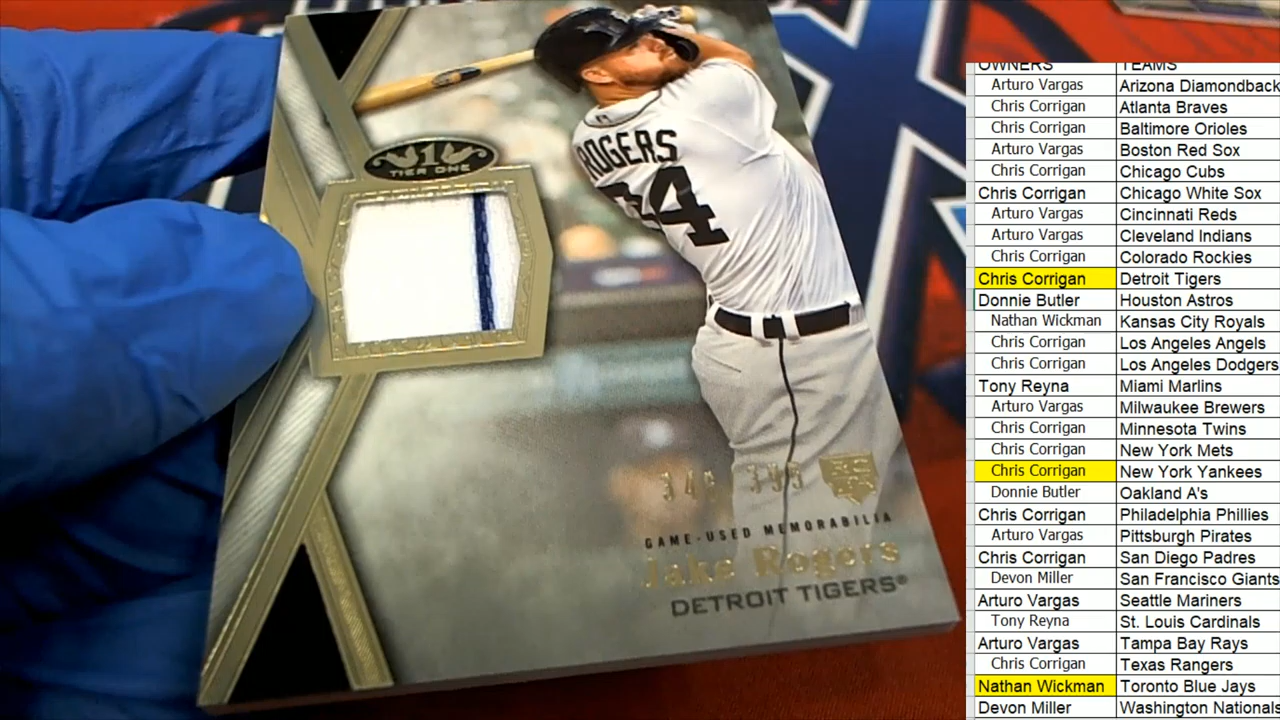 ROGERS
34
1
TIER ONE
GAME-USED MEMORABILIA
Jake Rogers
DETROIT TIGERS®
OWNERS TEAMS
Arturo Vargas Arizona Diamondback
Chris Corrigan Atlanta Braves
Chris Corrigan Baltimore Orioles
Arturo Vargas Boston Red Sox
Chris Corrigan Chicago Cubs
Chris Corrigan Chicago White Sox
Arturo Vargas Cincinnati Reds
Arturo Vargas Cleveland Indians
Chris Corrigan Colorado Rockies
Chris Corrigan Detroit Tigers
Donnie Butler Houston Astros
Nathan Wickman Kansas City Royals
Chris Corrigan Los Angeles Angels
Chris Corrigan Los Angeles Dodgers
Tony Reyna Miami Marlins
Arturo Vargas Milwaukee Brewers
Chris Corrigan Minnesota Twins
Chris Corrigan New York Mets
Chris Corrigan New York Yankees
Donnie Butler Oakland A's
Chris Corrigan Philadelphia Phillies
Arturo Vargas Pittsburgh Pirates
Chris Corrigan San Diego Padres
Devon Miller San Francisco Giants
Arturo Vargas Seattle Mariners
Tony Reyna St. Louis Cardinals
Arturo Vargas Tampa Bay Rays
Chris Corrigan Texas Rangers
Nathan Wickman Toronto Blue Jays
Devon Miller Washington Nationals